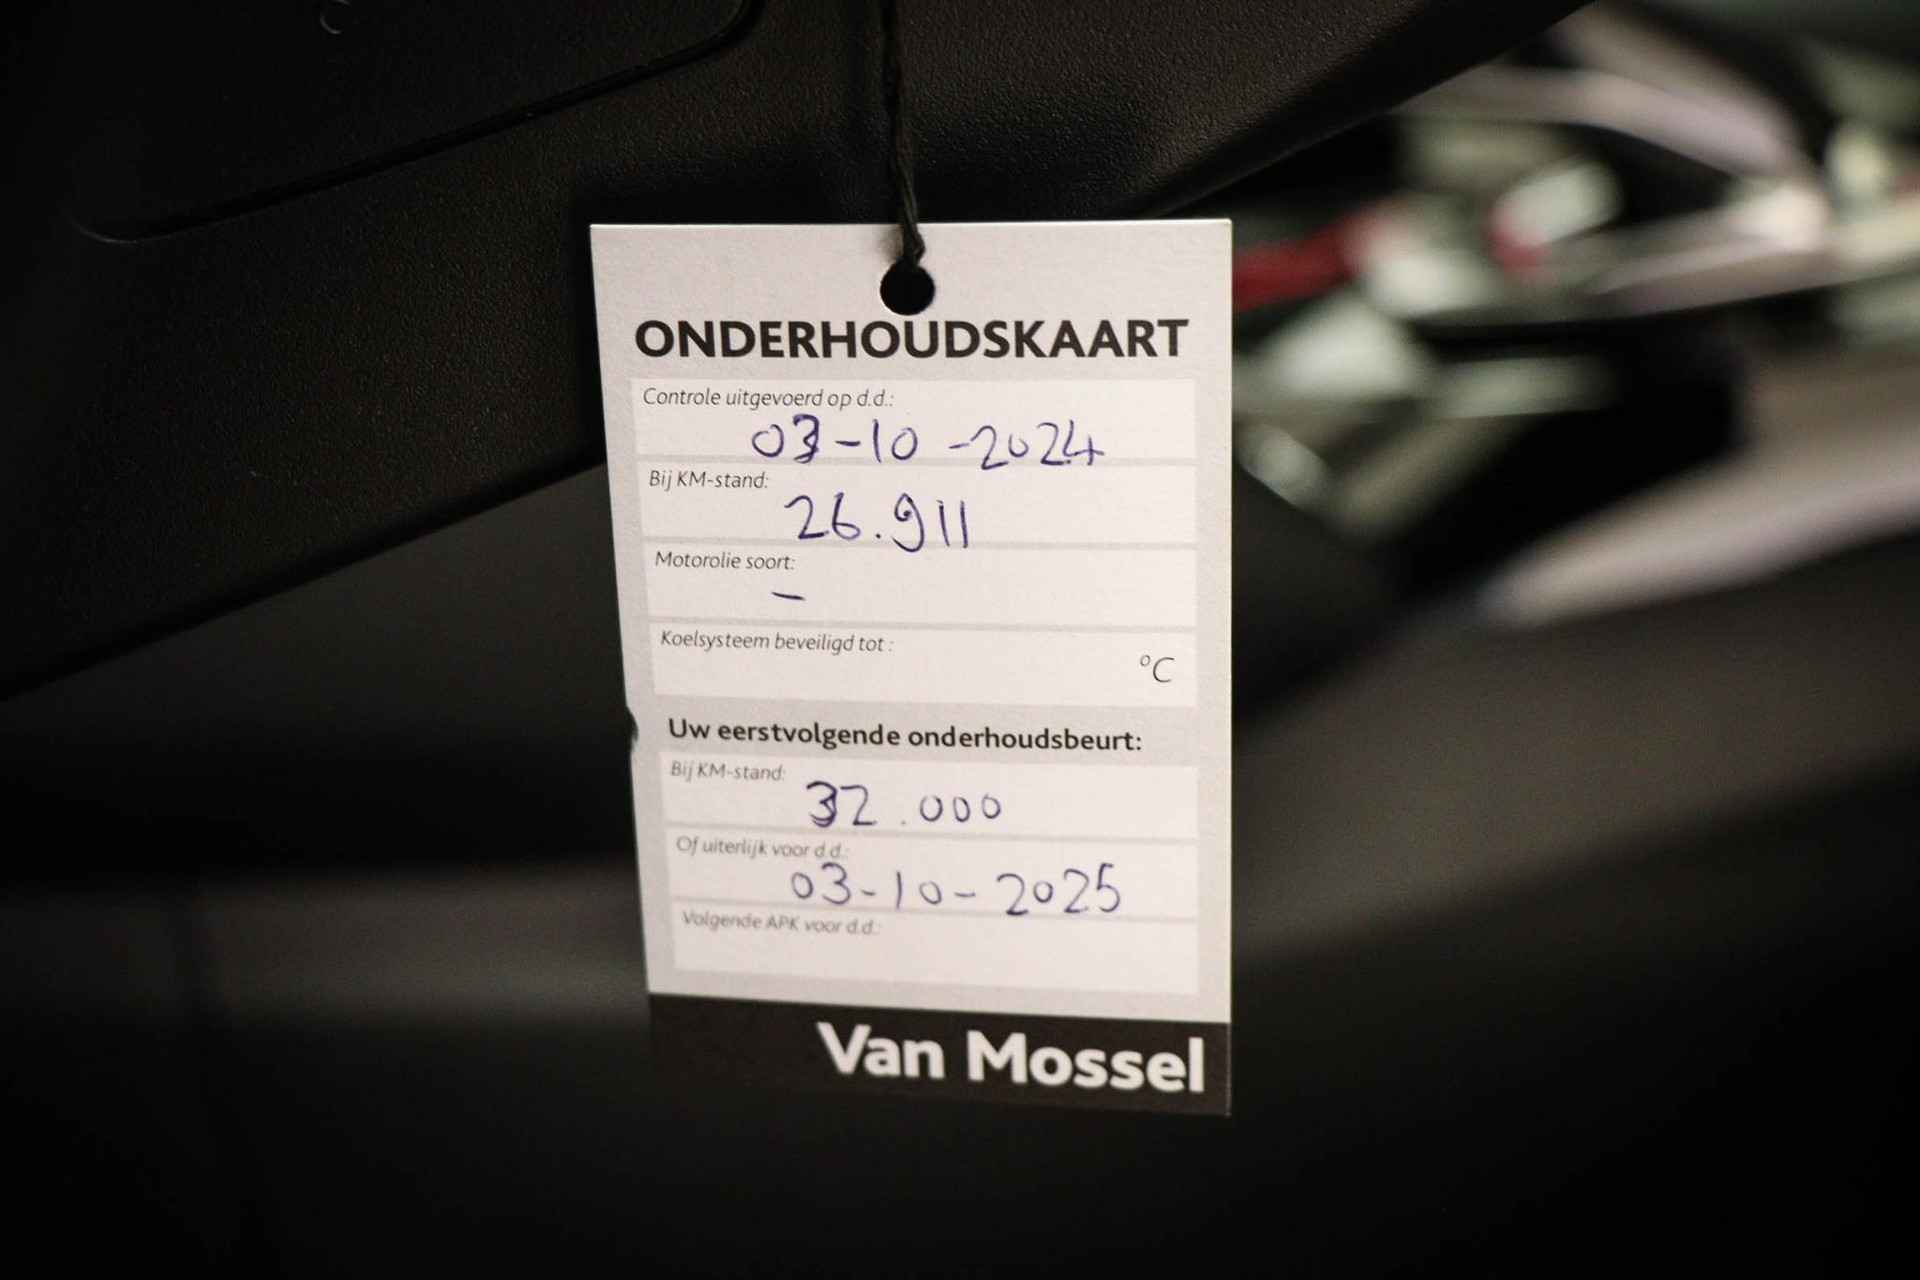 ONDERHOUDSKAART
Controle uitgevoerd op d.d.:
03-10-2024
Bij KM-stand:
26.911
Motorolie soort:
-
Koelsysteem beveiligd tot :
°C
Uw eerstvolgende onderhoudsbeurt:
Bij KM-stand:
32.000
Of uiterlijk voor d.d.:
03-10-2025
Volgende APK voor d.d.:
Van Mossel